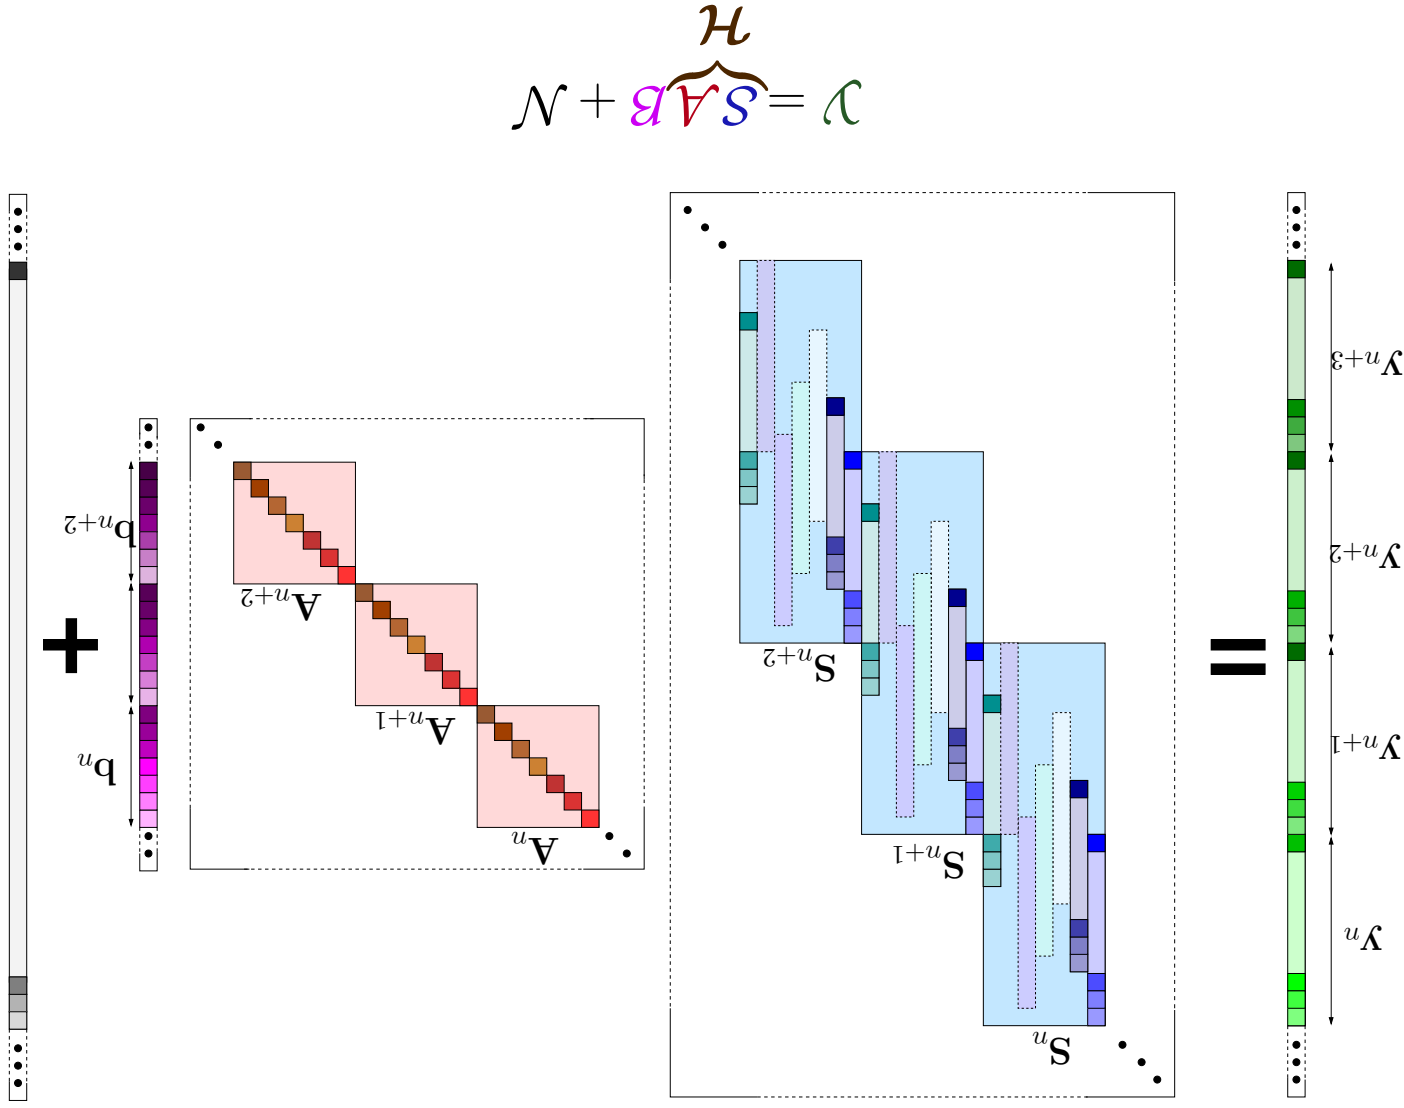 S_n
y_n
S_{n+1}
A_n
b_n
y_{n+1}
A_{n+1}
S_{n+2}
= +
A_{n+2}
y_{n+2}
b_{n+2}
y_{n+3}
𝒴 = 𝒮𝒜ℬ + 𝒩
ℋ